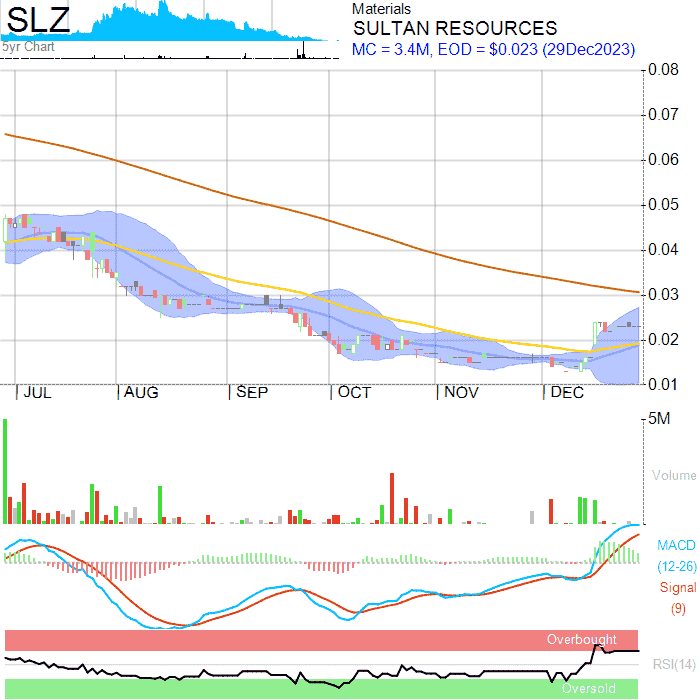 SLZ
5yr Chart
Materials
SULTAN RESOURCES
MC = 3.4M, EOD = $0.023 (29Dec2023)
0.08
0.07
0.06
0.05
0.04
0.03
0.02
0.01
JUL AUG SEP OCT NOV DEC
5M
Volume
MACD
(12-26)
Signal
(9)
Overbought
RSI(14)
Oversold